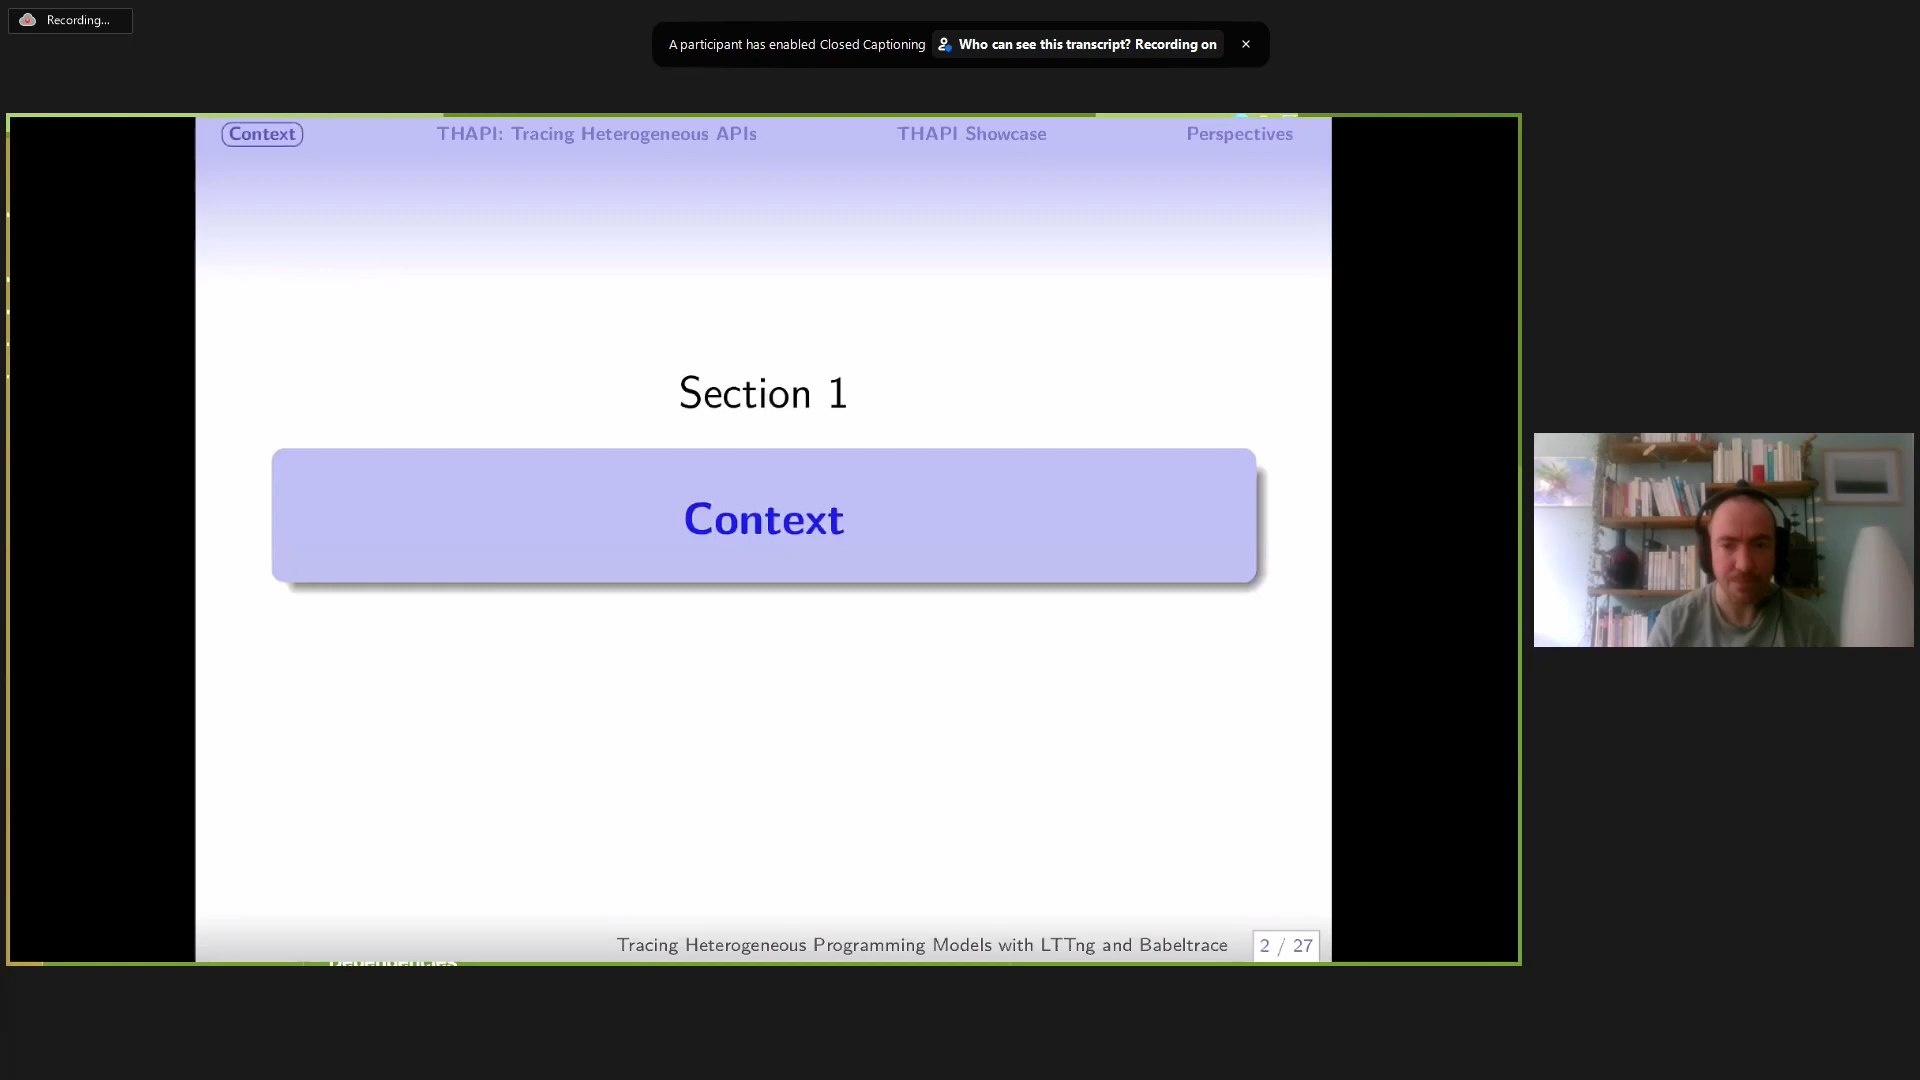 Recording...
A participant has enabled Closed Captioning Who can see this transcript? Recording on
Context THAPI: Tracing Heterogeneous APIs THAPI Showcase Perspectives
Section 1
Context
Tracing Heterogeneous Programming Models with LTTng and Babeltrace 2 / 27
Dependencies